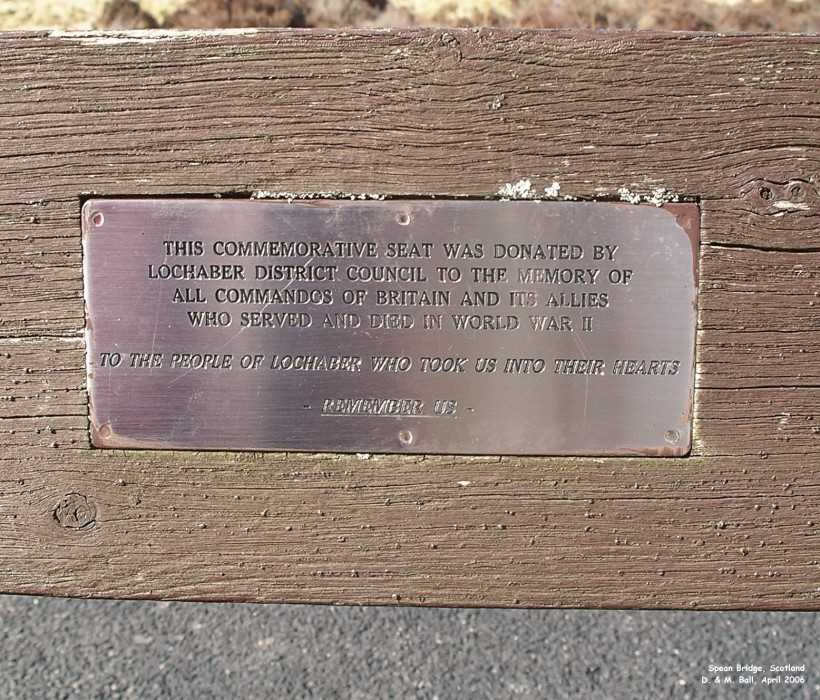 THIS COMMEMORATIVE SEAT WAS DONATED BY
LOCHABER DISTRICT COUNCIL TO THE MEMORY OF
ALL COMMANDOS OF BRITAIN AND ITS ALLIES
WHO SERVED AND DIED IN WORLD WAR II
TO THE PEOPLE OF LOCHABER WHO TOOK US INTO THEIR HEARTS
- REMEMBER US -
Spean Bridge, Scotland
D. & M. Ball, April 2006